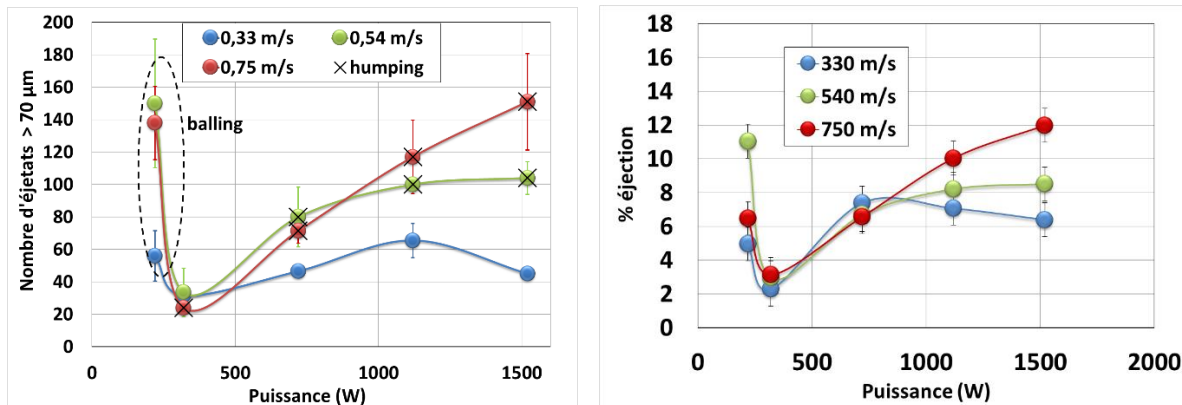 200
180
160
140
120
100
80
60
40
20
0
Nombre d'éjetats > 70 µm
0,33 m/s
0,54 m/s
0,75 m/s
humping
balling
0
500
1000
1500
Puissance (W)
18
16
14
12
10
8
6
4
2
0
% éjection
330 m/s
540 m/s
750 m/s
0
500
1000
1500
2000
Puissance (W)